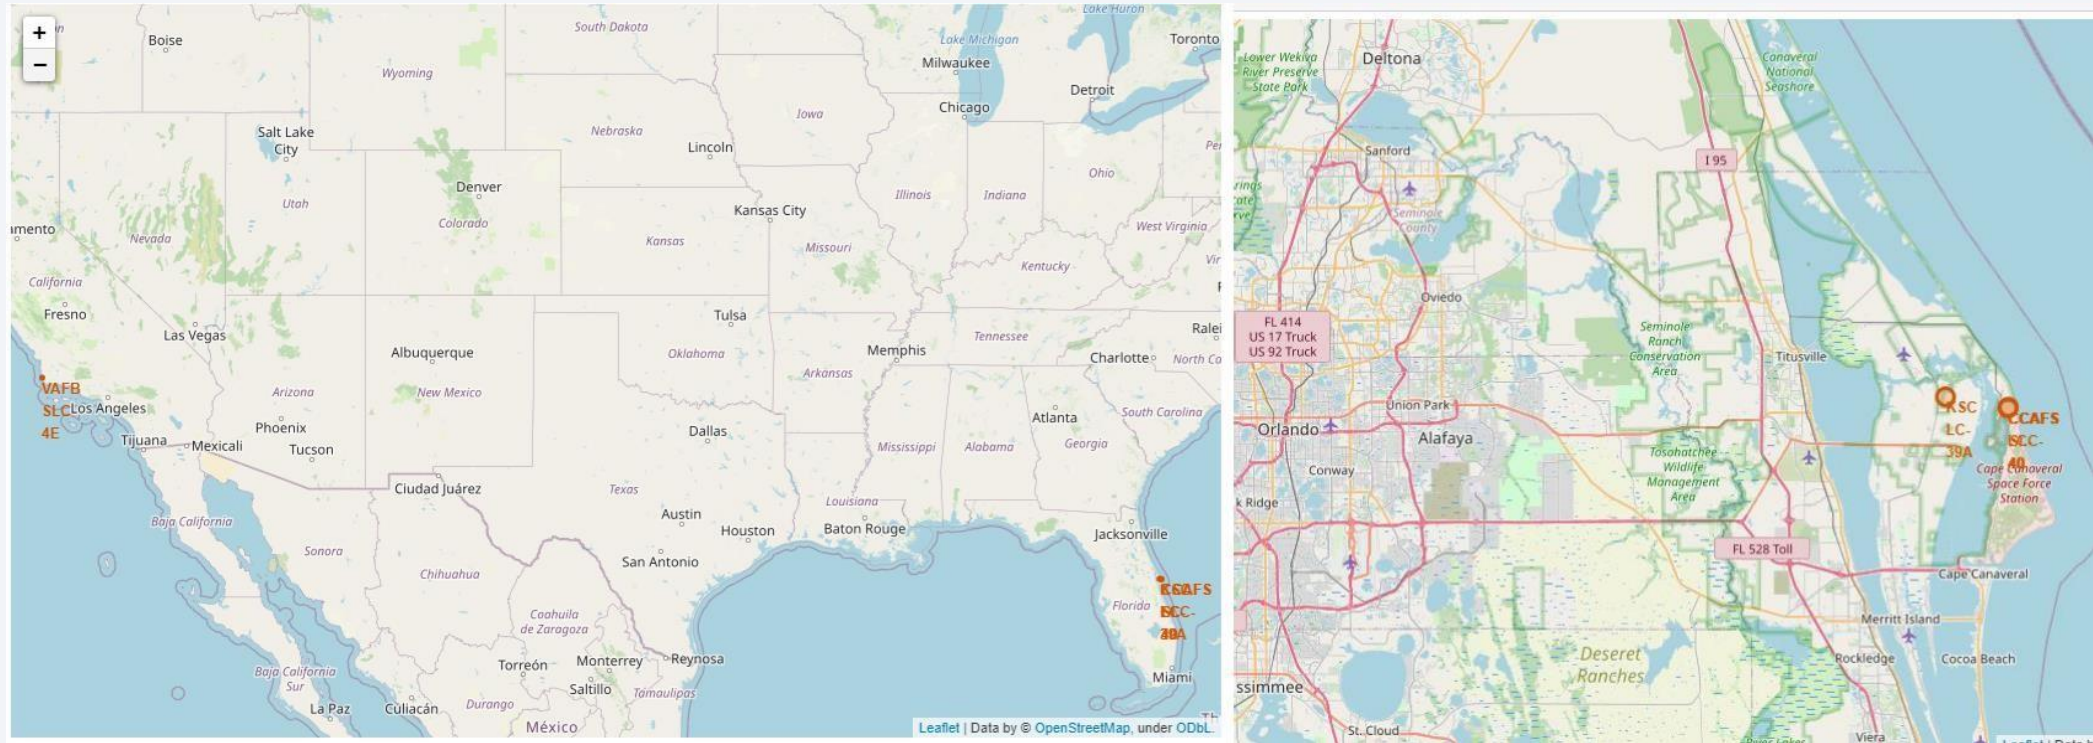 +
−
Boise
South Dakota
Lake Huron
Wyoming
Lake Michigan
Toronto
Milwaukee
Detroit
Chicago
Iowa
Salt Lake
City
Nebraska
Lincoln
Ohio
Denver
Illinois
Indiana
Utah
Kansas City
Colorado
West Virginia
Nevada
Kansas
Missouri
Kentucky
California
Fresno
Las Vegas
Tulsa
Tennessee
Albuquerque
Oklahoma
Memphis
Charlotte
Arkansas
VAFB
SLC-
4E
Los Angeles
Arizona
New Mexico
Phoenix
Atlanta
South Carolina
Tijuana
Mexicali
Tucson
Dallas
Mississippi
Alabama
Georgia
Ciudad Juárez
Texas
Louisiana
Baja California
Austin
Houston
Baton Rouge
Jacksonville
Sonora
San Antonio
Chihuahua
Florida
Coahuila
de Zaragoza
Baja California
Sur
Torreón
Monterrey
Reynosa
Saltillo
Tamaulipas
Miami
La Paz
Culiacán
Durango
México
Leaflet | Data by © OpenStreetMap, under ODbL.
Lower Wekiva
River Preserve
State Park
Deltona
Canaveral
National
Seashore
Sanford
I 95
Seminole
County
Oviedo
FL 414
US 17 Truck
US 92 Truck
Seminole
Ranch
Conservation
Area
Titusville
Union Park
KSC
LC-
39A
CCAFS
40
Orlando
Alafaya
Conway
Tosohatchee
Wildlife
Management
Area
Cape Canaveral
Space Force
Station
FL 528 Toll
Cape Canaveral
Merritt Island
Deseret
Ranches
Rockledge
Cocoa Beach
St. Cloud
Viera